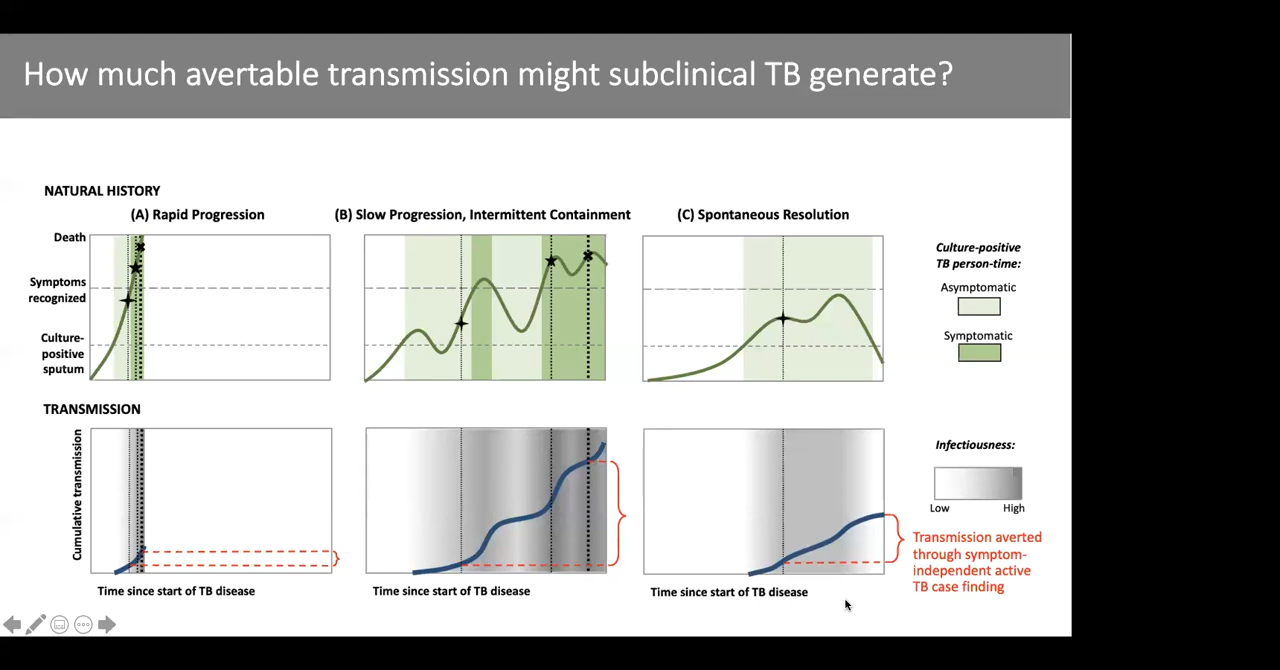 How much avertable transmission might subclinical TB generate?
NATURAL HISTORY
(A) Rapid Progression
(B) Slow Progression, Intermittent Containment
(C) Spontaneous Resolution
Death
Symptoms
recognized
Culture-
positive
sputum
Culture-positive
TB person-time:
Asymptomatic
Symptomatic
TRANSMISSION
Cumulative transmission
Time since start of TB disease
Time since start of TB disease
Time since start of TB disease
Infectiousness:
Low
High
Transmission averted
through symptom-
independent active
TB case finding